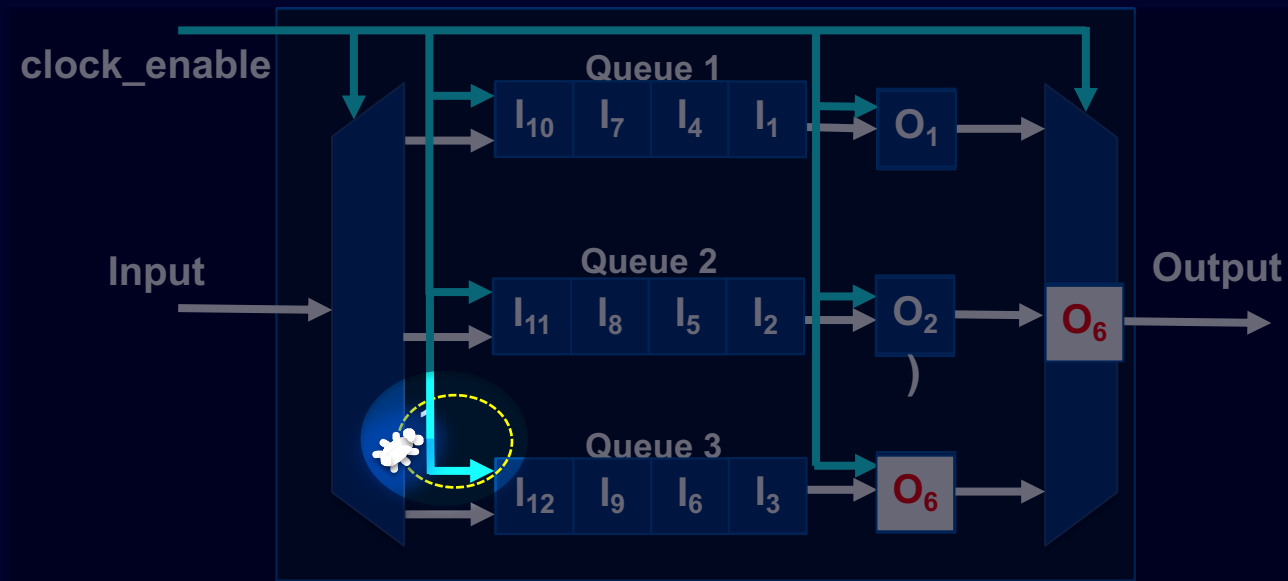 clock_enable
Queue 1
I₁₀ I₇ I₄ I₁
O₁
Input
Queue 2
Output
I₁₁ I₈ I₅ I₂
O₂
)
O₆
Queue 3
I₁₂ I₉ I₆ I₃
O₆